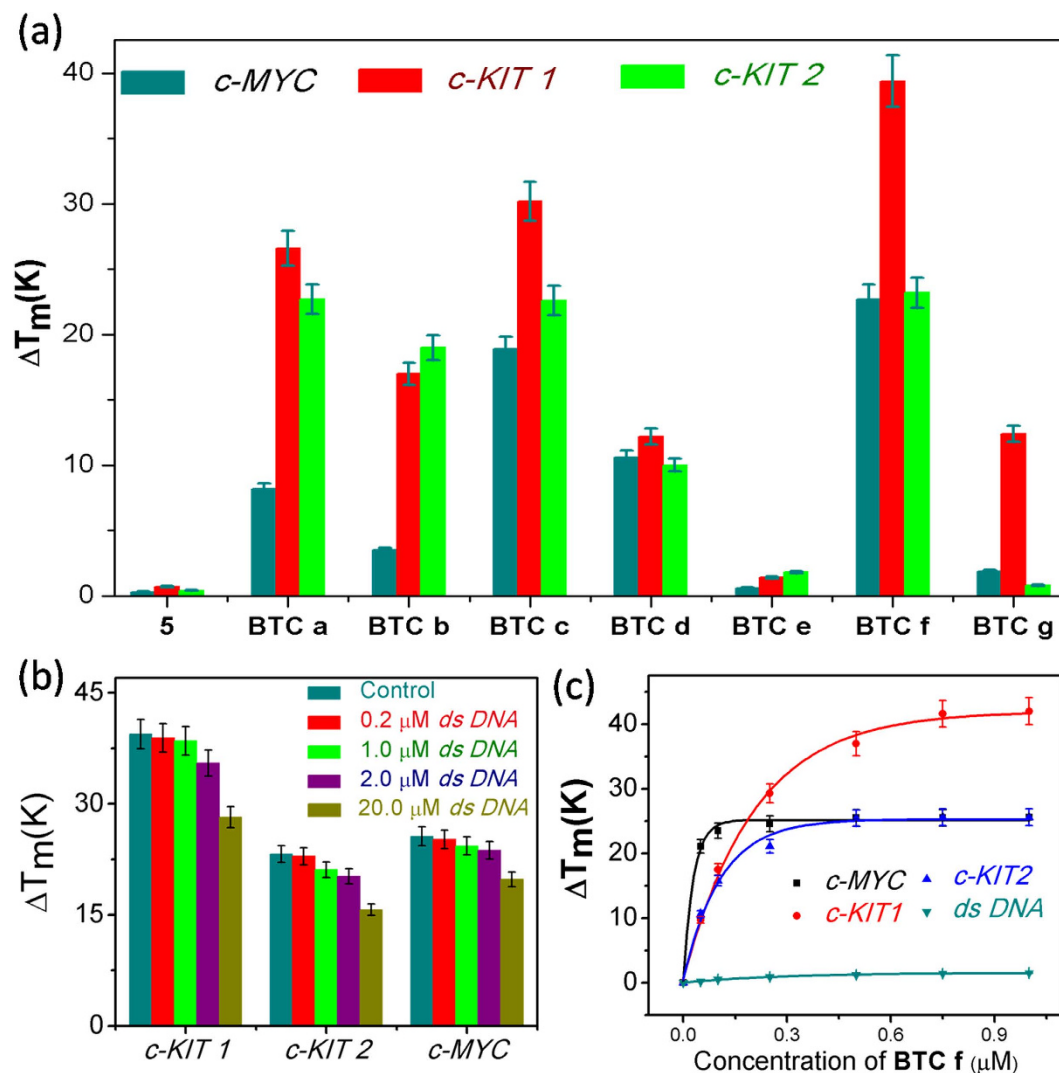 (a)
40
30
20
10
0
ΔTm(K)
c-MYC c-KIT 1 c-KIT 2
5 BTC a BTC b BTC c BTC d BTC e BTC f BTC g
(b)
45
30
15
0
ΔTm(K)
Control
0.2 μM ds DNA
1.0 μM ds DNA
2.0 μM ds DNA
20.0 μM ds DNA
c-KIT 1 c-KIT 2 c-MYC
(c)
40
30
20
10
0
ΔTm(K)
c-MYC c-KIT2
c-KIT1 ds DNA
0.0 0.3 0.6 0.9
Concentration of BTC f (μM)